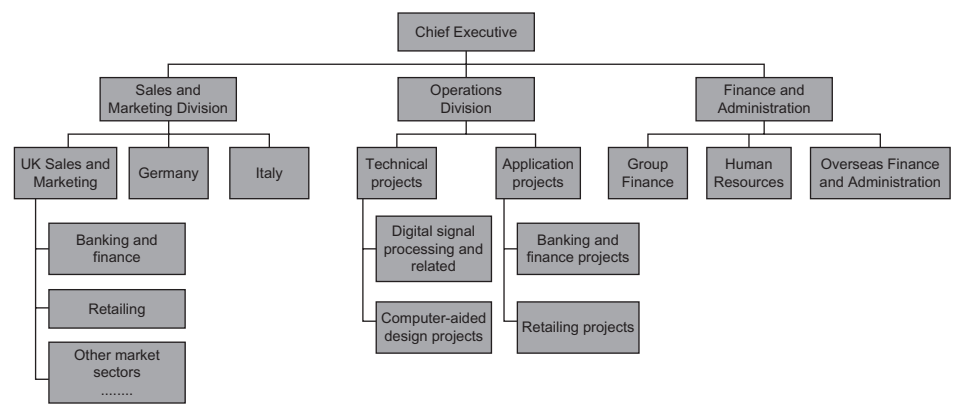 Chief Executive
Sales and
Marketing Division
Operations
Division
Finance and
Administration
UK Sales and
Marketing
Germany
Italy
Technical
projects
Application
projects
Group
Finance
Human
Resources
Overseas Finance
and Administration
Banking and
finance
Retailing
Other market
sectors
........
Digital signal
processing and
related
Computer-aided
design projects
Banking and
finance projects
Retailing projects